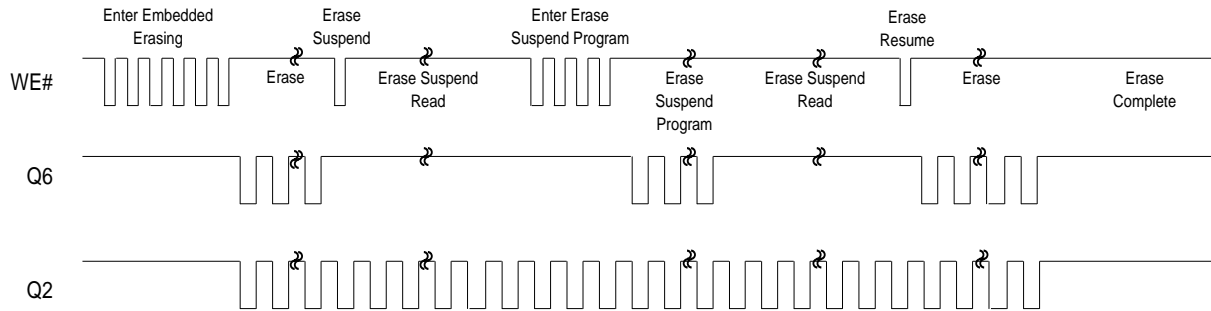 Enter Embedded
Erasing
Erase
Suspend
Enter Erase
Suspend Program
Erase
Resume
WE#
Erase
Erase Suspend
Read
Erase
Suspend
Program
Erase Suspend
Read
Erase
Erase
Complete
Q6
Q2